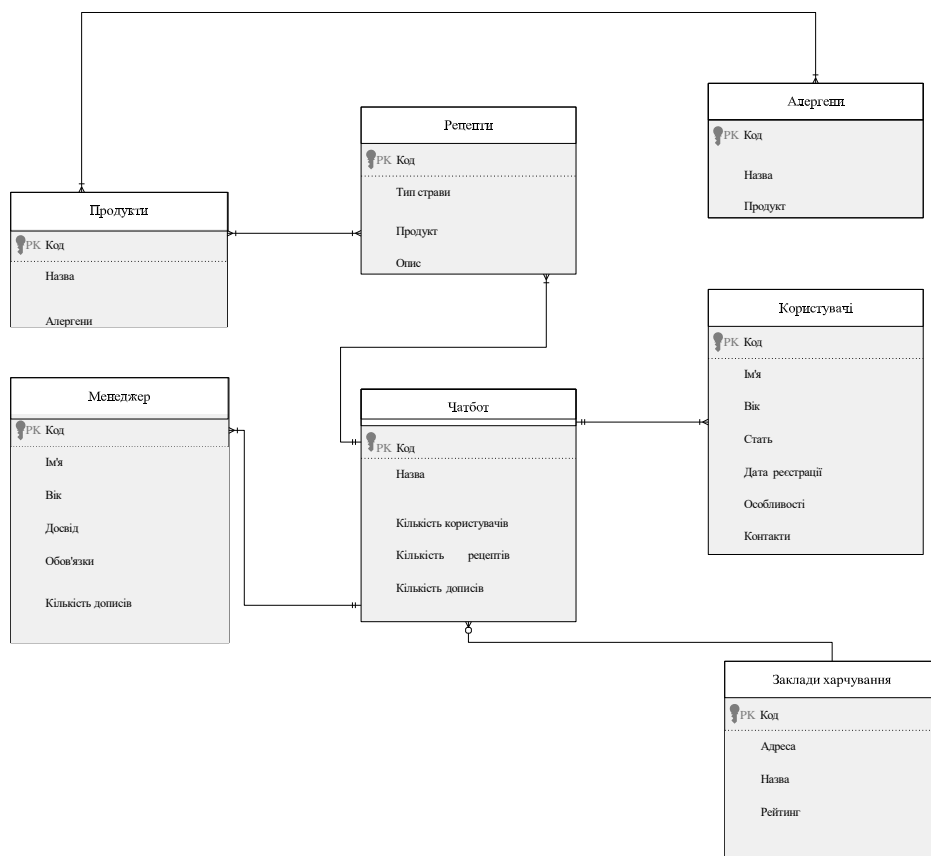 Алергени
PK Код
Назва
Продукт
Рецепти
PK Код
Тип страви
Продукт
Опис
Продукти
PK Код
Назва
Алергени
Користувачі
PK Код
Ім'я
Вік
Стать
Дата реєстрації
Особливості
Контакти
Менеджер
PK Код
Ім'я
Вік
Досвід
Обов'язки
Кількість дописів
Чатбот
PK Код
Назва
Кількість користувачів
Кількість рецептів
Кількість дописів
Заклади харчування
PK Код
Адреса
Назва
Рейтинг